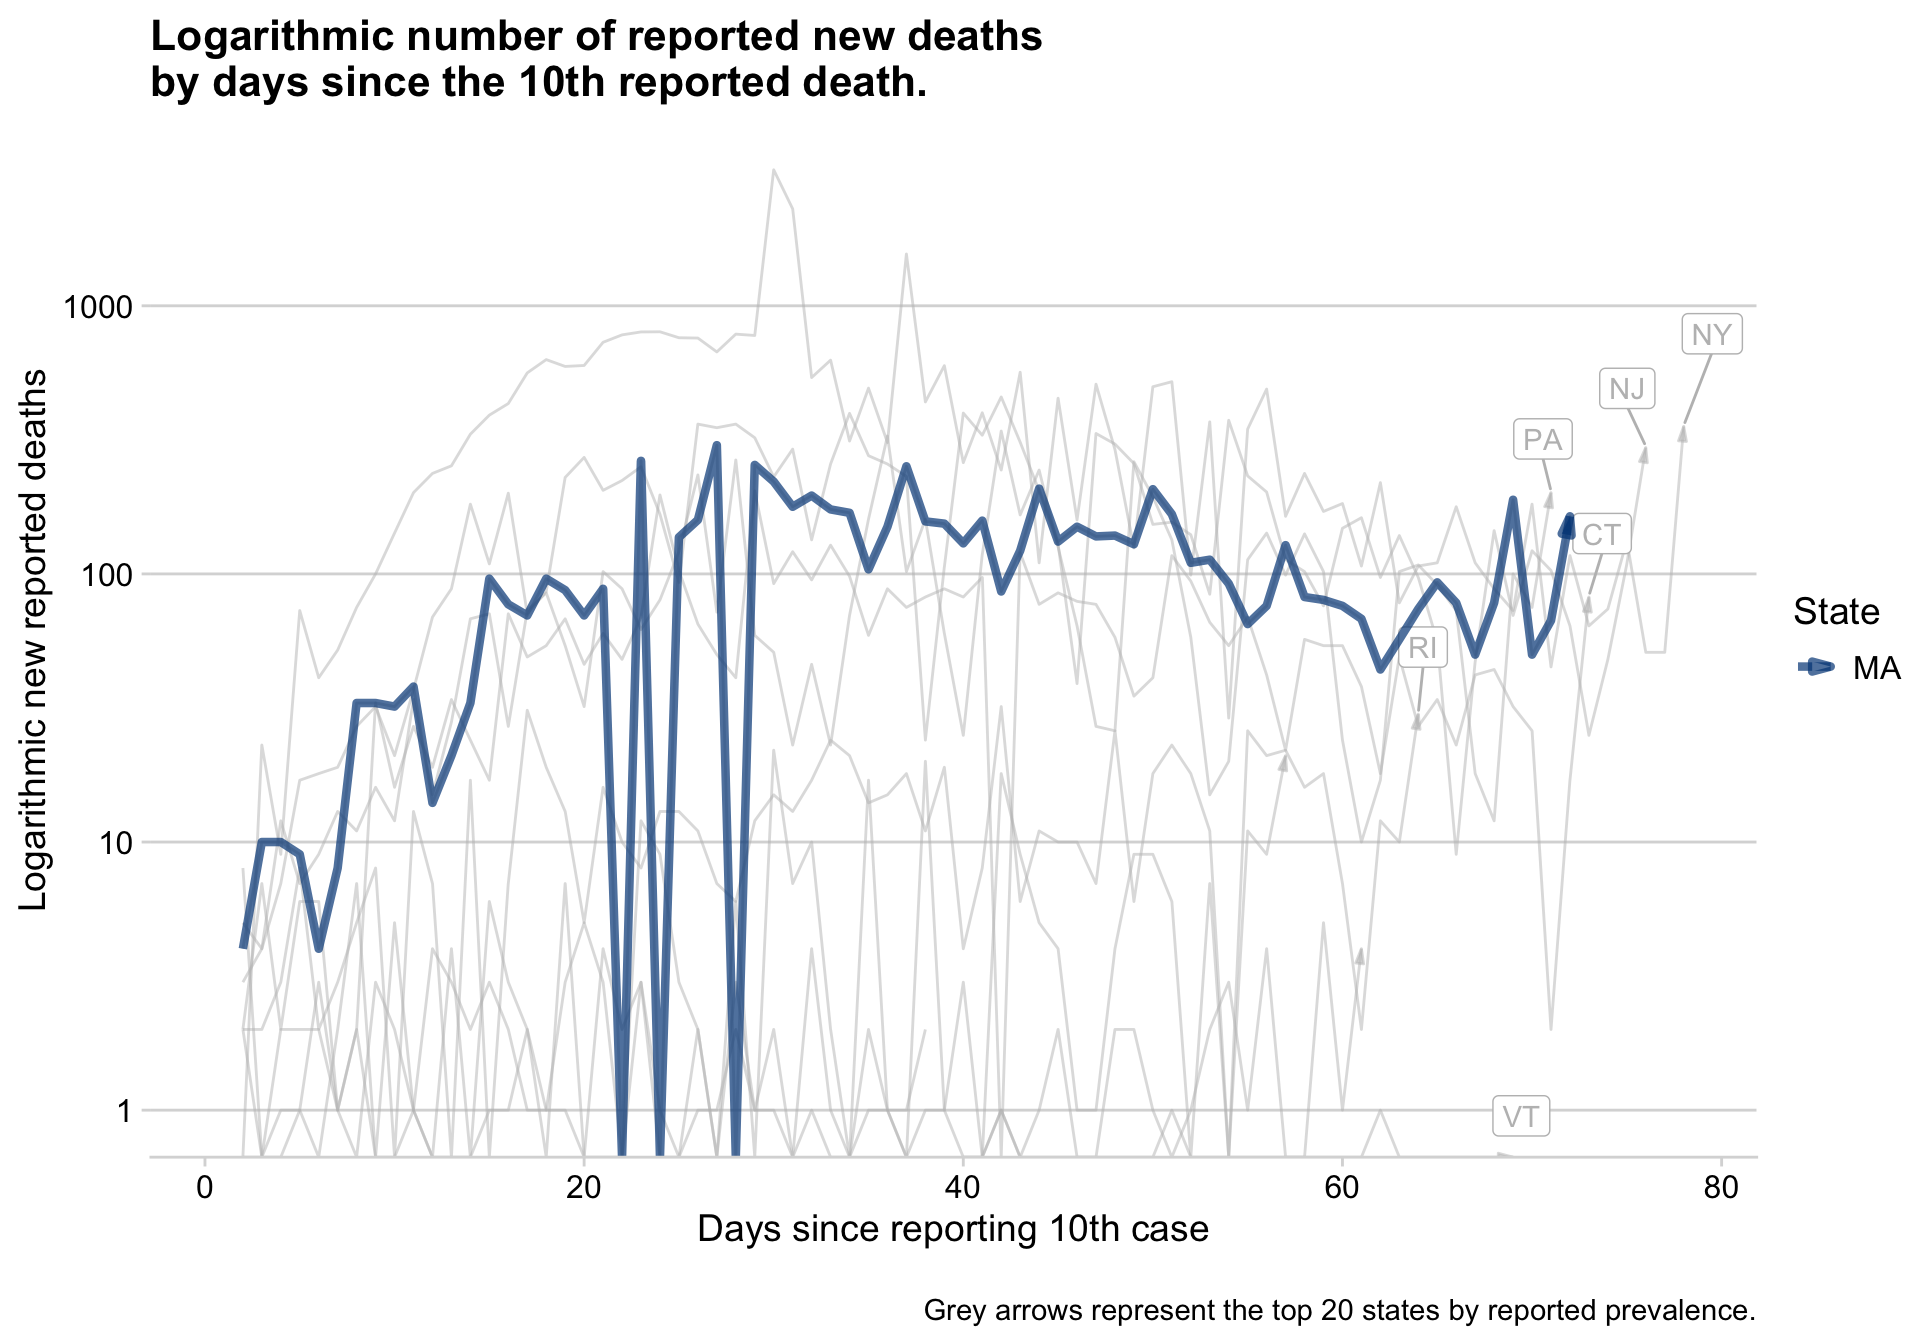 Logarithmic number of reported new deaths
by days since the 10th reported death.
Logarithmic new reported deaths
1000
100
10
1
NY
NJ
PA
CT
RI
VT
State
MA
0 20 40 60 80
Days since reporting 10th case
Grey arrows represent the top 20 states by reported prevalence.